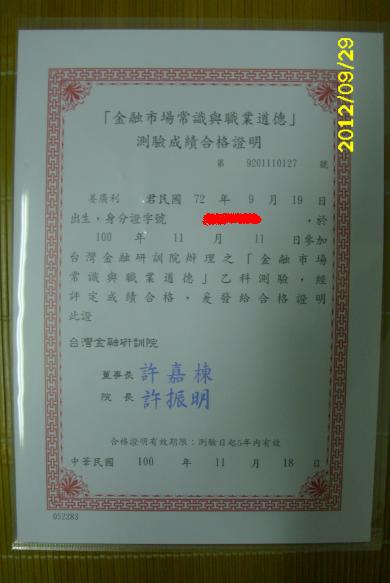 2012/09/29
「金融市場常識與職業道德」
測驗成績合格證明
第 9201110127 號
姜廣利 君民國 72 年 9 月 19 日
出生，身分證字號 ，於
100 年 11 月 11 日參加
台灣金融研訓院辦理之「金融市場
常識與職業道德」乙科測驗，經
評定成績合格，爰發給合格證明
此證
台灣金融研訓院
董事長 許嘉棟
院 長 許振明
合格證明有效期限：測驗日起5年內有效
中華民國 100 年 11 月 18 日
052283